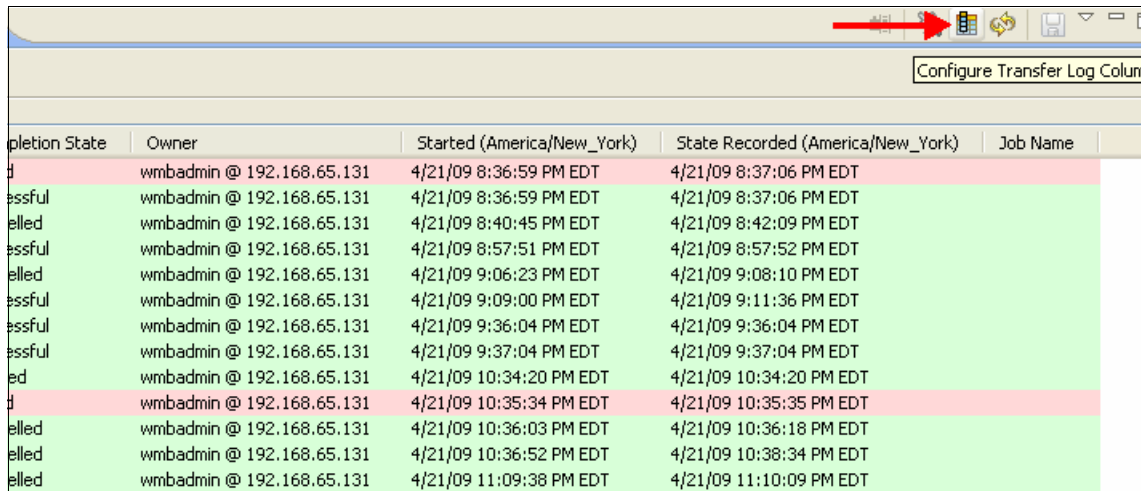 Configure Transfer Log Colum
pletion State Owner Started (America/New_York) State Recorded (America/New_York) Job Name
d wmbadmin @ 192.168.65.131 4/21/09 8:36:59 PM EDT 4/21/09 8:37:06 PM EDT
essful wmbadmin @ 192.168.65.131 4/21/09 8:36:59 PM EDT 4/21/09 8:37:06 PM EDT
elled wmbadmin @ 192.168.65.131 4/21/09 8:40:45 PM EDT 4/21/09 8:42:09 PM EDT
essful wmbadmin @ 192.168.65.131 4/21/09 8:57:51 PM EDT 4/21/09 8:57:52 PM EDT
elled wmbadmin @ 192.168.65.131 4/21/09 9:06:23 PM EDT 4/21/09 9:08:10 PM EDT
essful wmbadmin @ 192.168.65.131 4/21/09 9:09:00 PM EDT 4/21/09 9:11:36 PM EDT
essful wmbadmin @ 192.168.65.131 4/21/09 9:36:04 PM EDT 4/21/09 9:36:04 PM EDT
essful wmbadmin @ 192.168.65.131 4/21/09 9:37:04 PM EDT 4/21/09 9:37:04 PM EDT
ed wmbadmin @ 192.168.65.131 4/21/09 10:34:20 PM EDT 4/21/09 10:34:20 PM EDT
d wmbadmin @ 192.168.65.131 4/21/09 10:35:34 PM EDT 4/21/09 10:35:35 PM EDT
elled wmbadmin @ 192.168.65.131 4/21/09 10:36:03 PM EDT 4/21/09 10:36:18 PM EDT
elled wmbadmin @ 192.168.65.131 4/21/09 10:36:52 PM EDT 4/21/09 10:38:34 PM EDT
elled wmbadmin @ 192.168.65.131 4/21/09 11:09:38 PM EDT 4/21/09 11:10:09 PM EDT